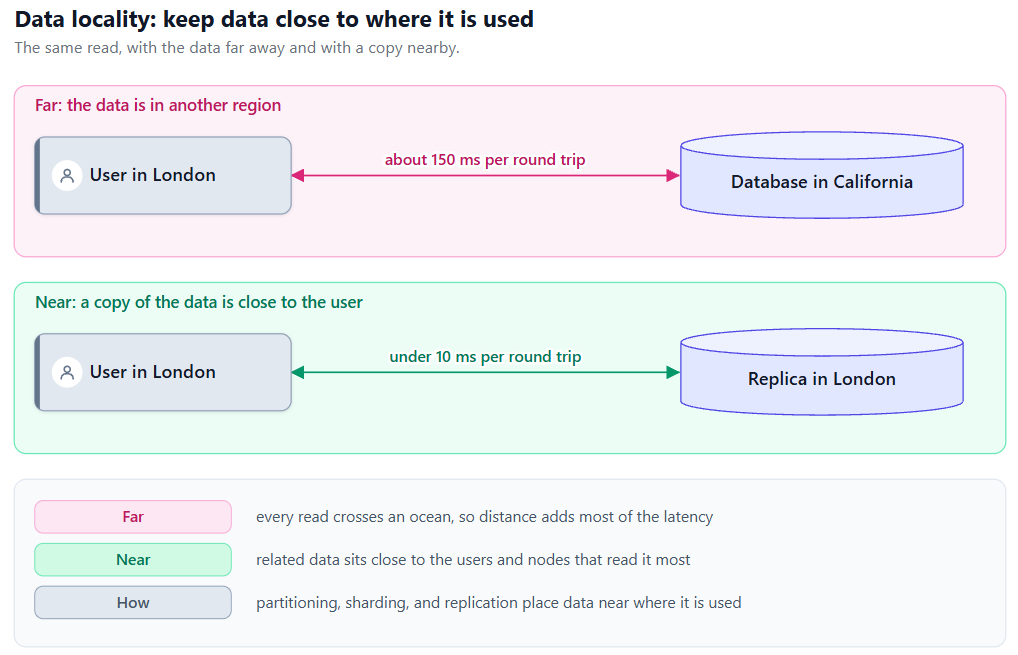 Data locality: keep data close to where it is used
The same read, with the data far away and with a copy nearby.
Far: the data is in another region
User in London
about 150 ms per round trip
Database in California
Near: a copy of the data is close to the user
User in London
under 10 ms per round trip
Replica in London
Far
every read crosses an ocean, so distance adds most of the latency
Near
related data sits close to the users and nodes that read it most
How
partitioning, sharding, and replication place data near where it is used